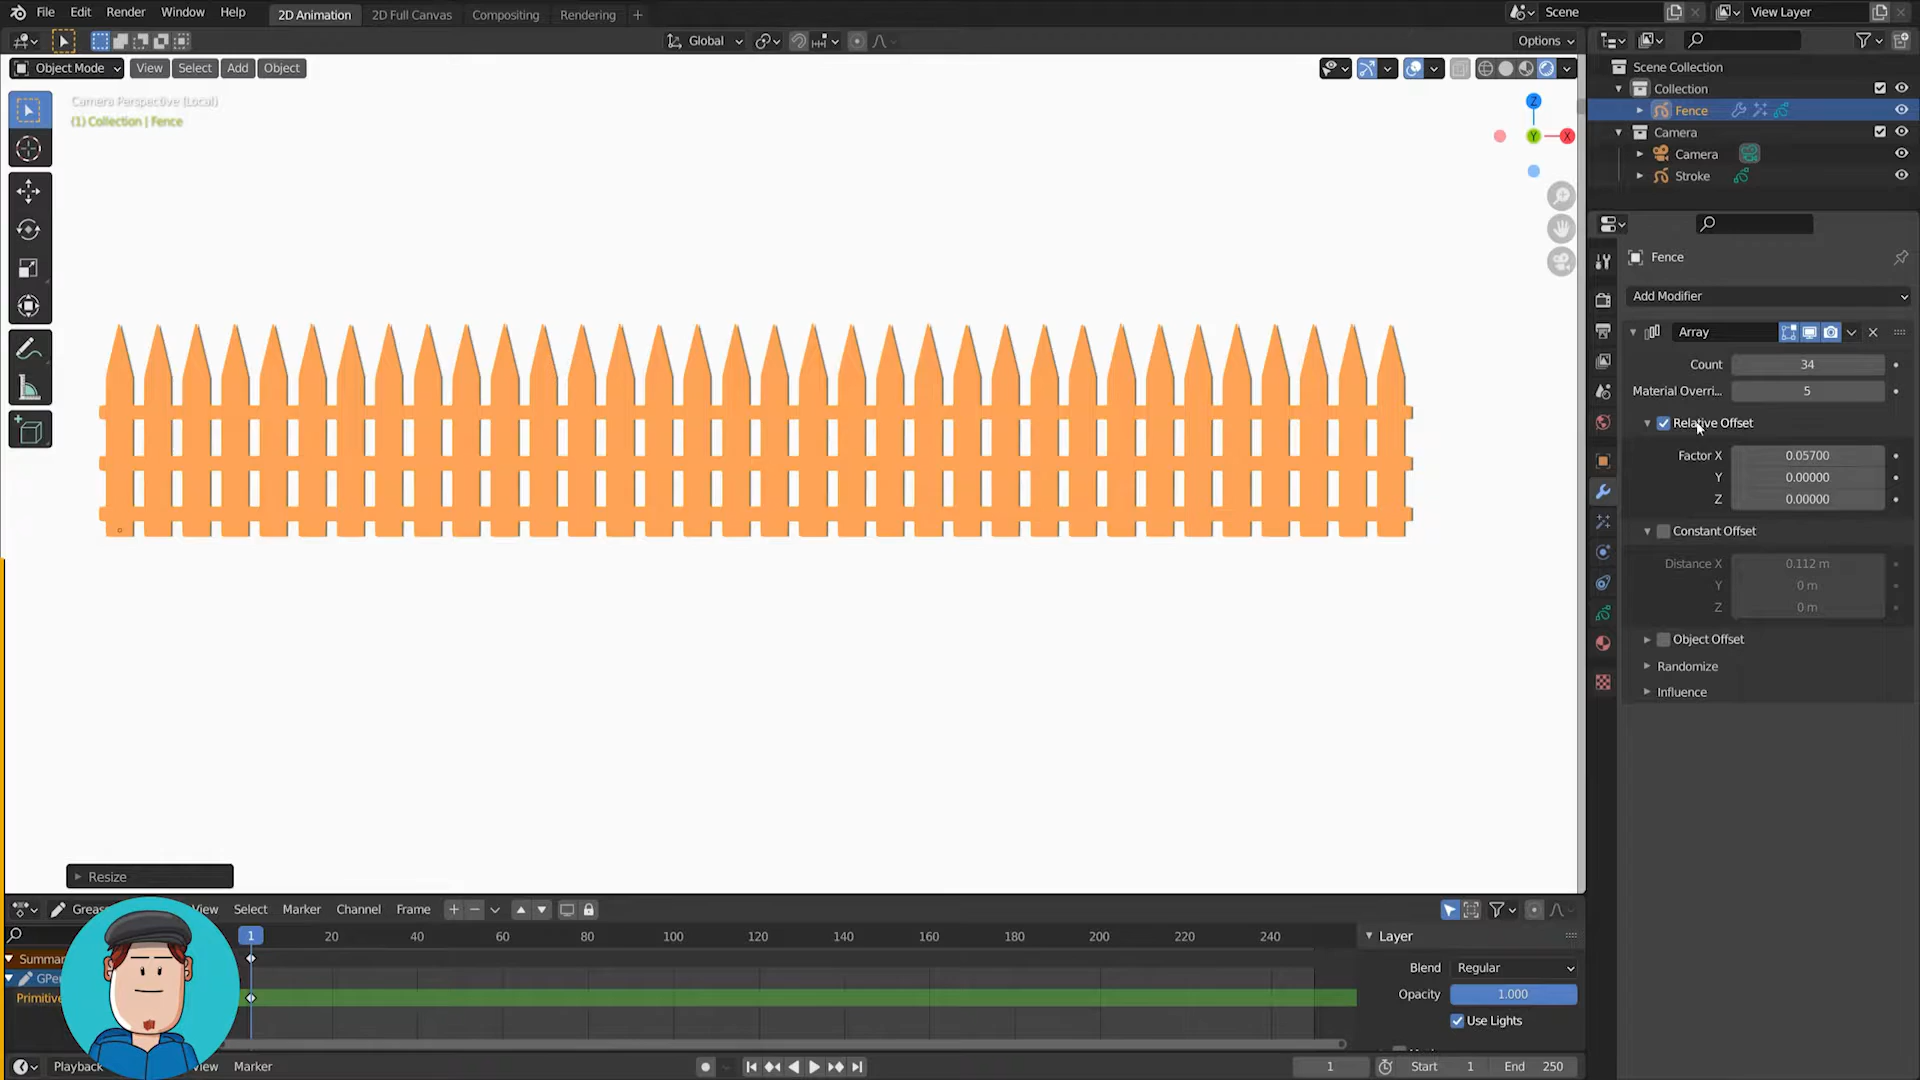 File Edit Render Window Help 2D Animation 2D Full Canvas Compositing Rendering + Scene View Layer
Global Options
Object Mode View Select Add Object
Camera Perspective (Local)
(1) Collection | Fence
Z
Y
X
Scene Collection
Collection
Fence
Camera
Camera
Stroke
Fence
Add Modifier
Array
Count 34
Material Overri... 5
Relative Offset
Factor X 0.05700
Y 0.00000
Z 0.00000
Constant Offset
Distance X 0.112 m
Y 0 m
Z 0 m
Object Offset
Randomize
Influence
Resize
Greas View Select Marker Channel Frame
1 20 40 60 80 100 120 140 160 180 200 220 240
Summar
GPen
Primitive
Layer
Blend Regular
Opacity 1.000
Use Lights
Playback View Marker
1 Start 1 End 250